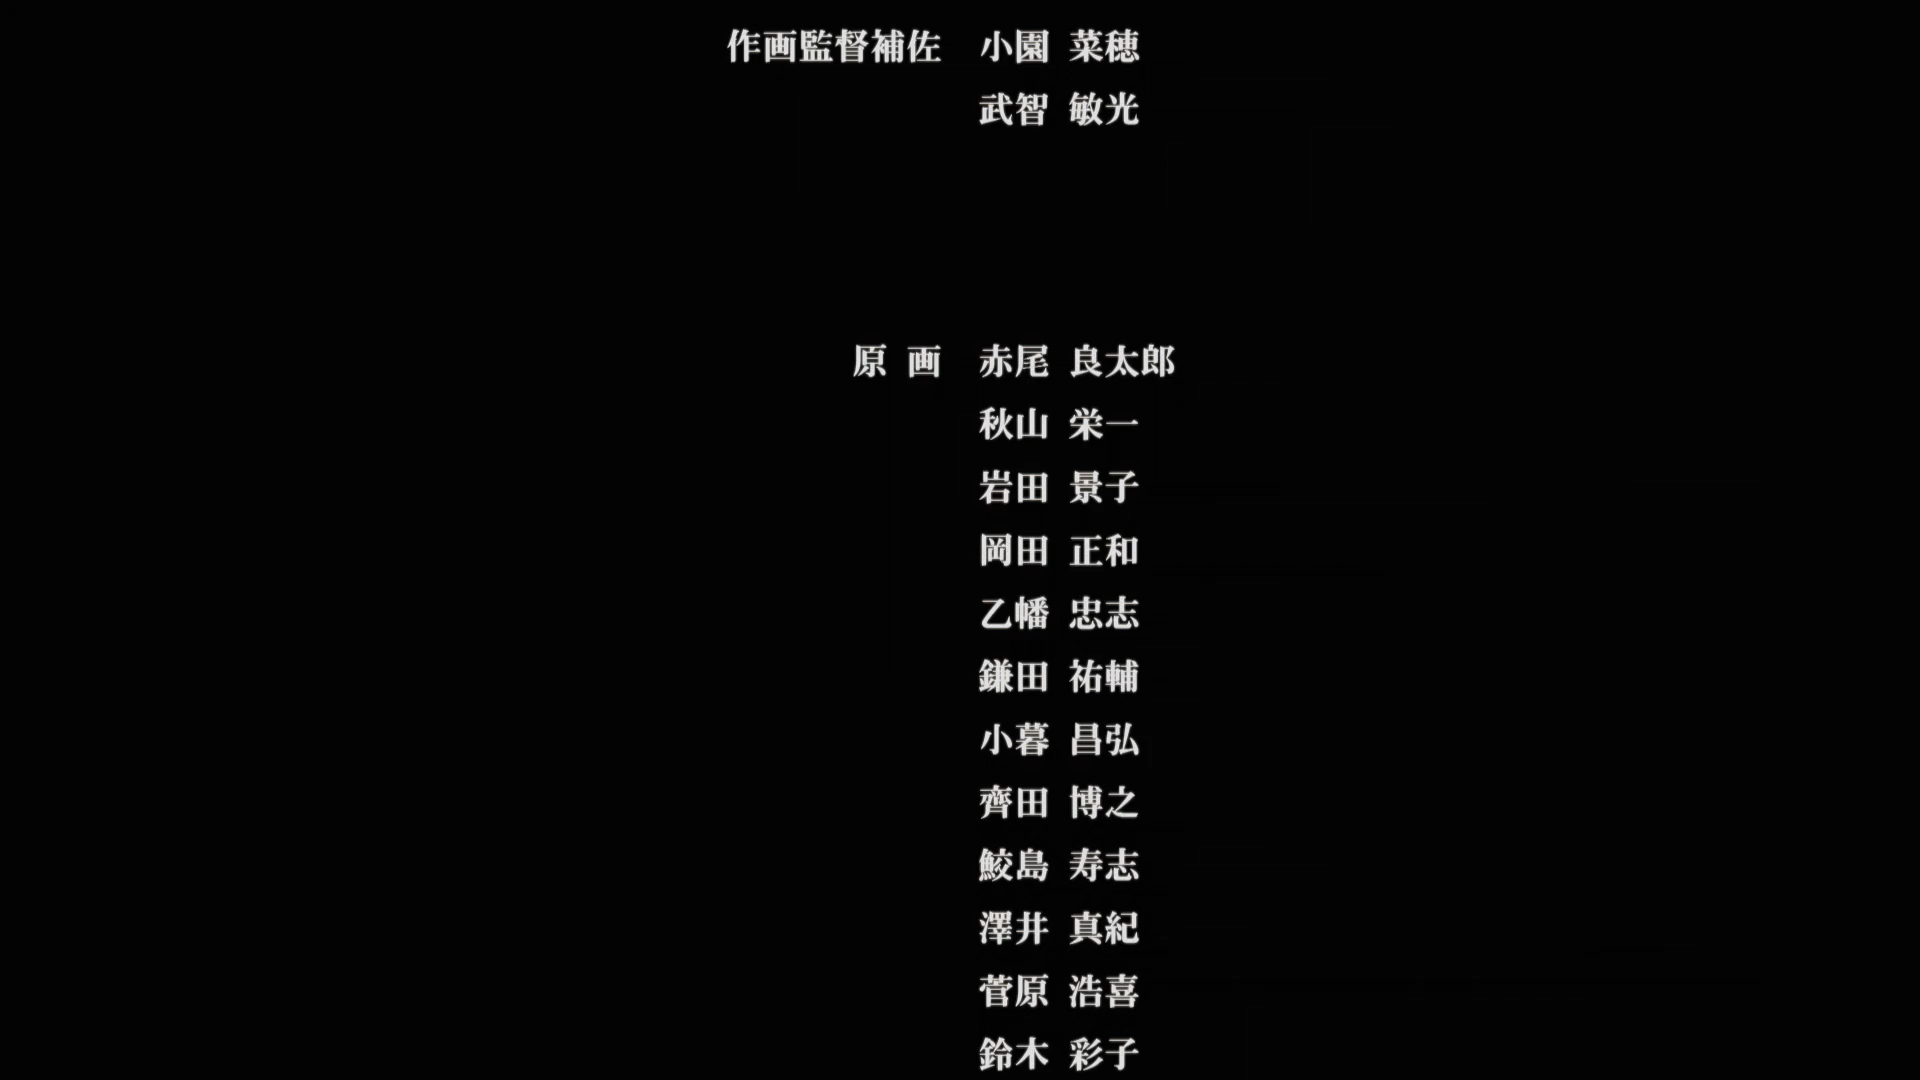 作画監督補佐　小園 菜穂
武智 敏光
原 画　赤尾 良太郎
秋山 栄一
岩田 景子
岡田 正和
乙幡 忠志
鎌田 祐輔
小暮 昌弘
齊田 博之
鮫島 寿志
澤井 真紀
菅原 浩喜
鈴木 彩子